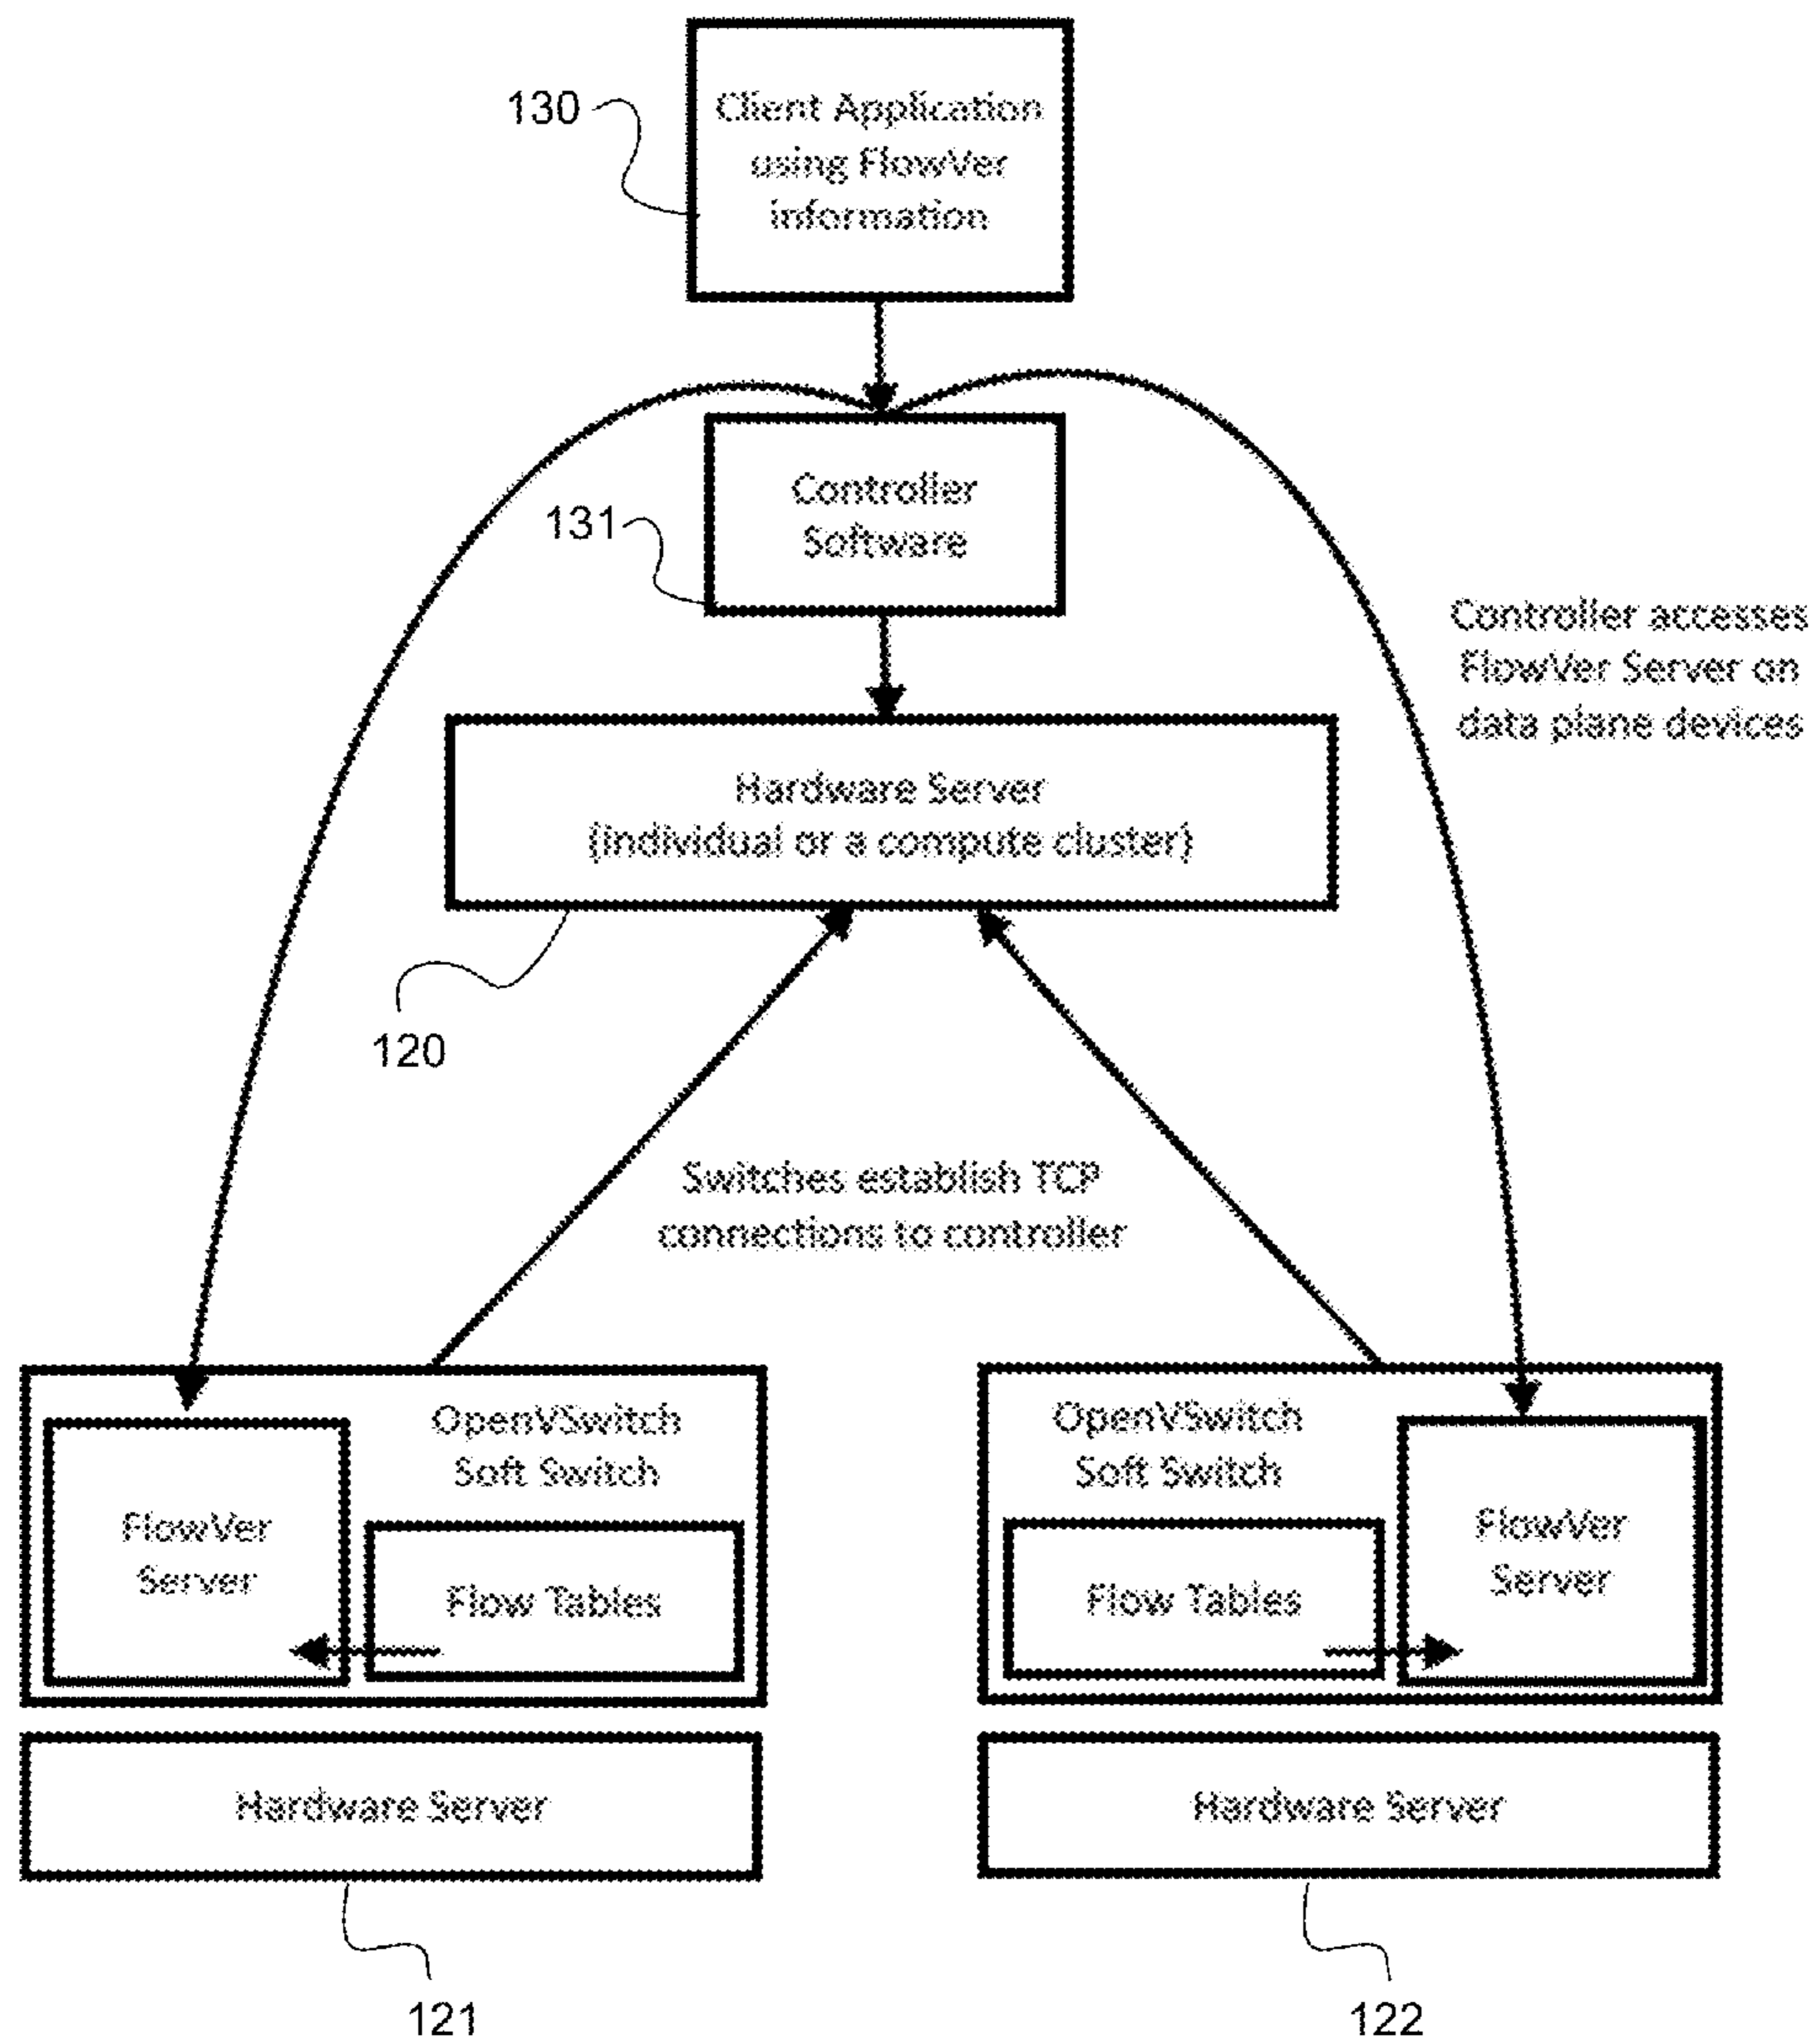 130
Client Application
using FlowVer
information
131
Controller
Software
Controller accesses
FlowVer Server on
data plane devices
Hardware Server
(individual or a compute cluster)
120
Switches establish TCP
connections to controller
OpenVSwitch
Soft Switch
FlowVer
Server
Flow Tables
OpenVSwitch
Soft Switch
Flow Tables
FlowVer
Server
Hardware Server
Hardware Server
121
122